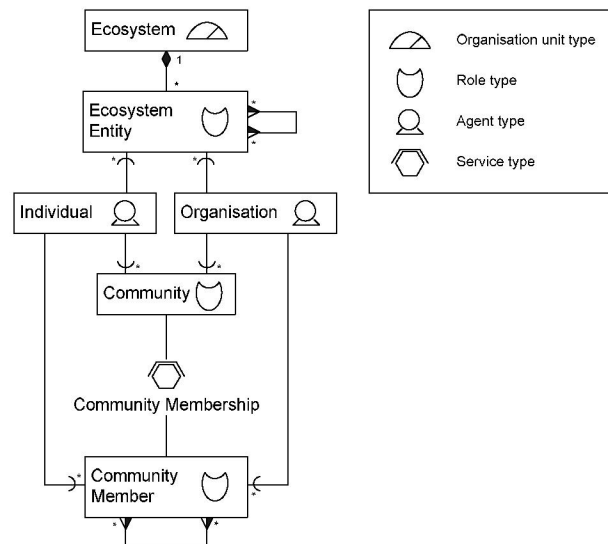 Ecosystem
1
*
Ecosystem
Entity
*
*
*
*
Individual
Organisation
*
*
Community
Community Membership
*
*
Community
Member
*
*
Organisation unit type
Role type
Agent type
Service type